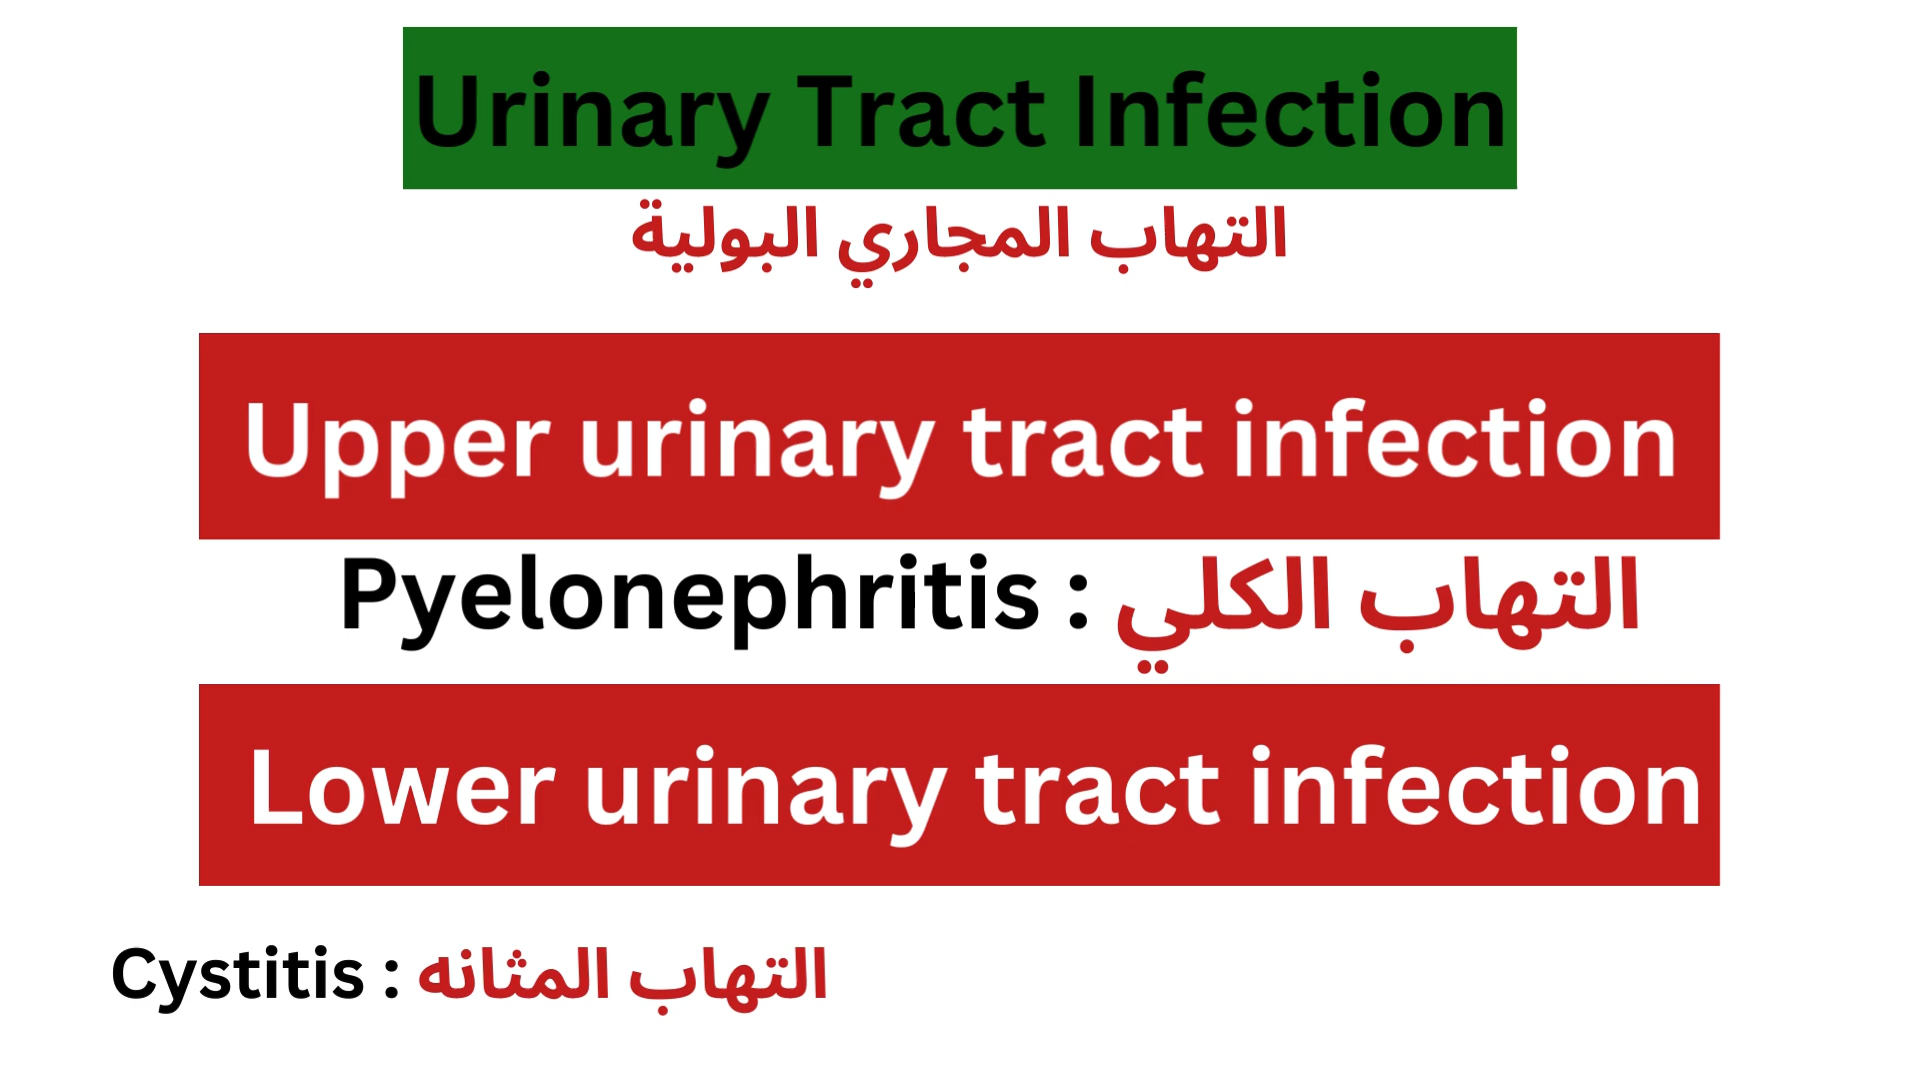 Urinary Tract Infection
التهاب المجاري البولية
Upper urinary tract infection
Pyelonephritis : التهاب الكلي
Lower urinary tract infection
Cystitis : التهاب المثانه